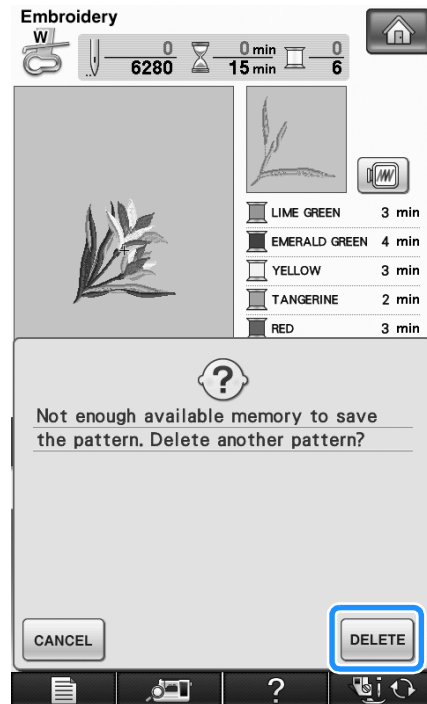 Embroidery
W
0
6280
0 min
15 min
0
6
LIME GREEN 3 min
EMERALD GREEN 4 min
YELLOW 3 min
TANGERINE 2 min
RED 3 min
?
Not enough available memory to save
the pattern. Delete another pattern?
CANCEL
DELETE
?